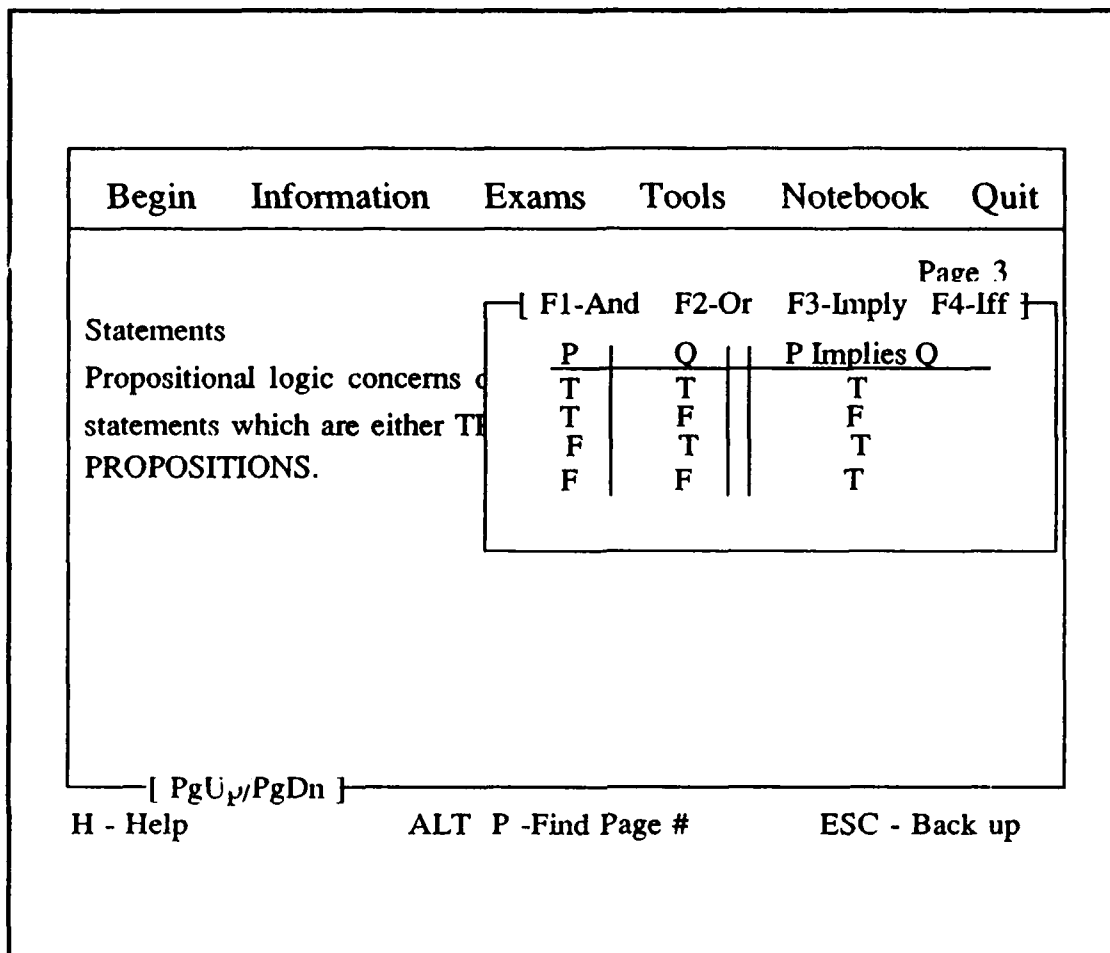 Begin Information Exams Tools Notebook Quit
Page 3
[ F1-And F2-Or F3-Imply F4-Iff ]
Statements
Propositional logic concerns
statements which are either
PROPOSITIONS.
P | Q || P Implies Q
T | T || T
T | F || F
F | T || T
F | F || T
[ PgUp/PgDn ]
H - Help ALT P -Find Page # ESC - Back up